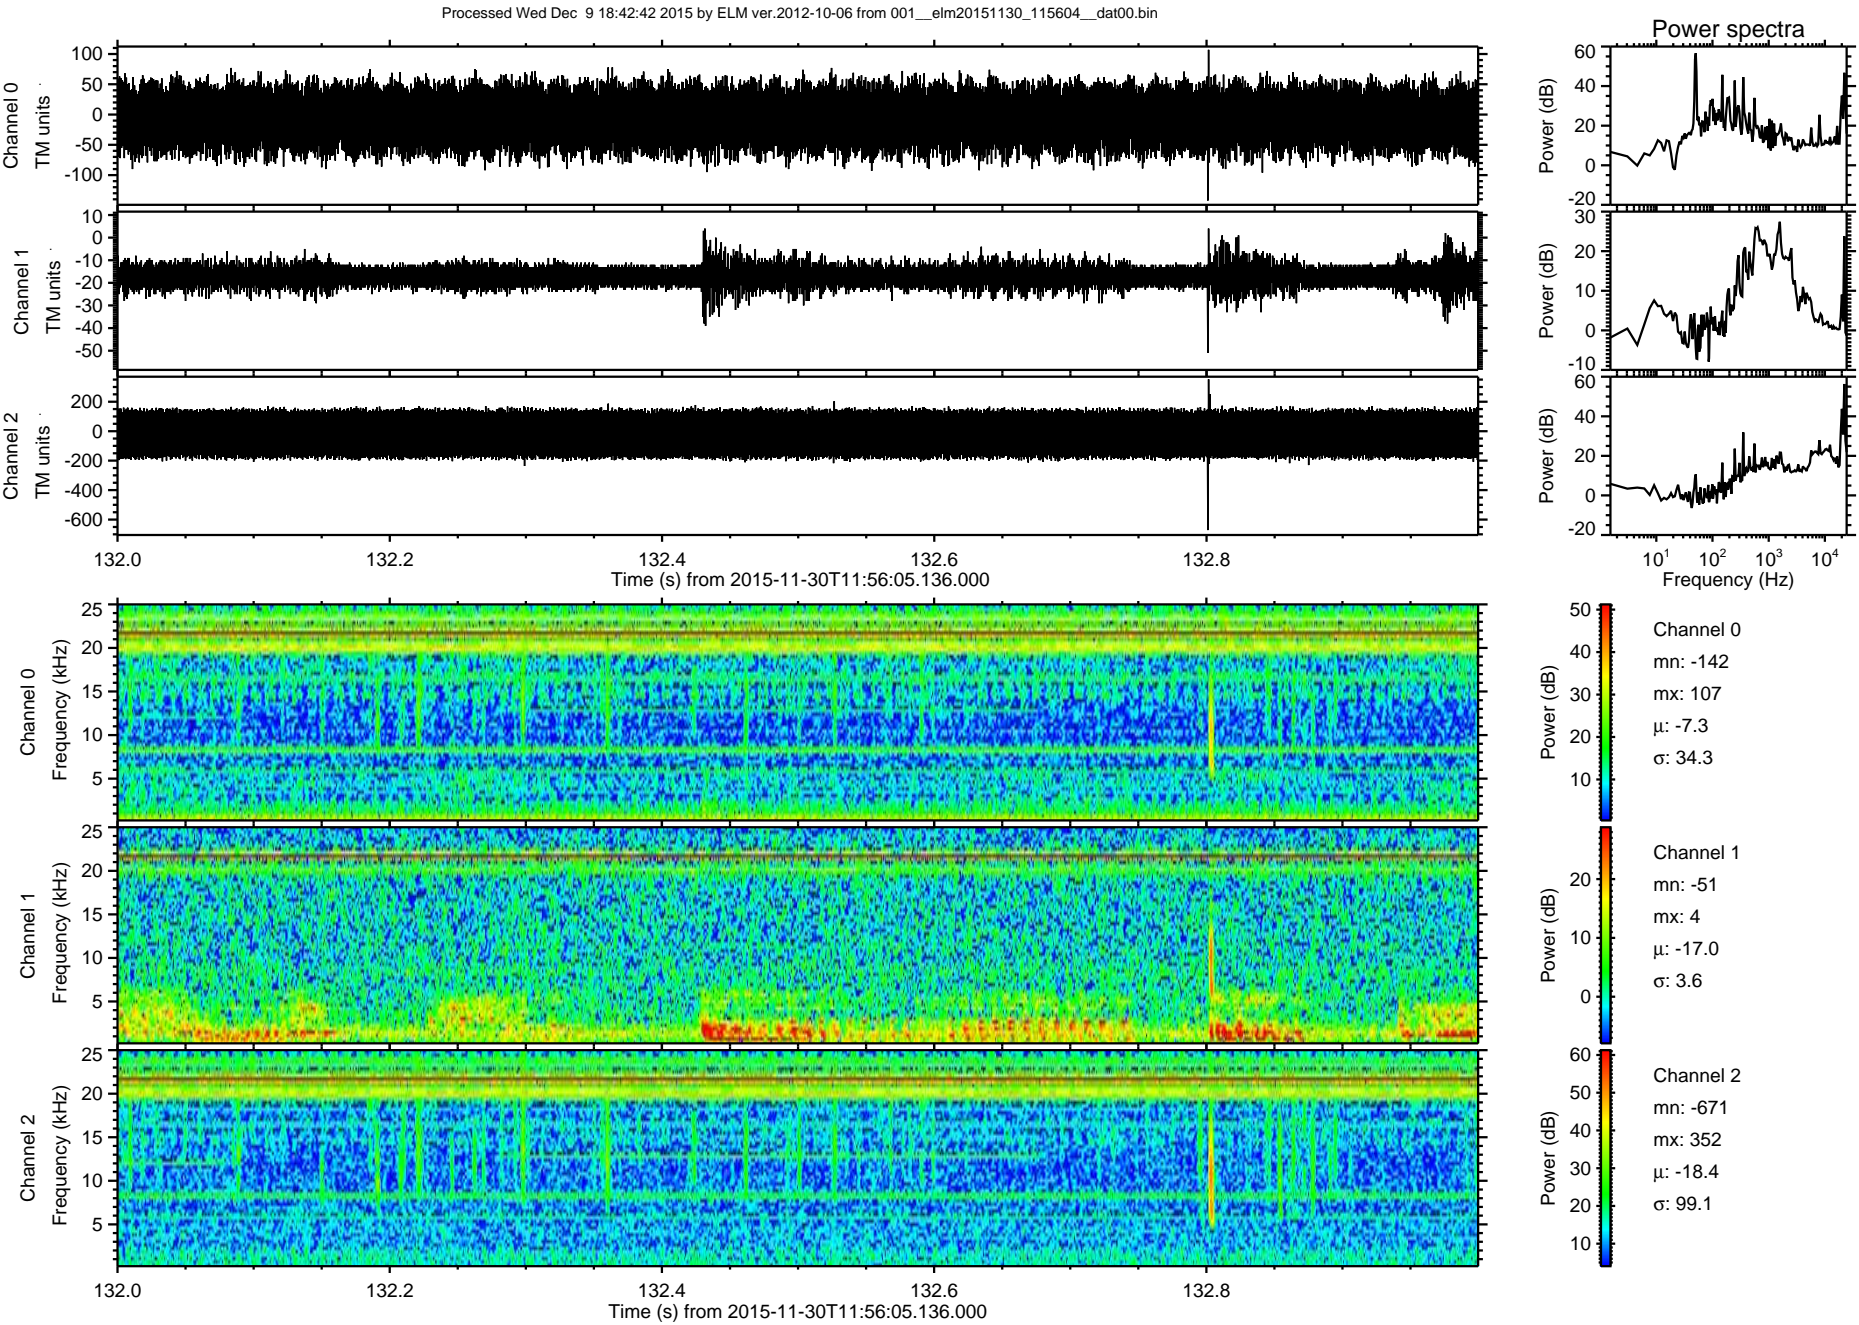 Processed Wed Dec 9 18:42:42 2015 by ELM ver.2012-10-06 from 001__elm20151130_115604__dat00.bin
Power spectra
Channel 0
TM units
100
50
0
-50
-100
Power (dB)
60
40
20
0
-20
Channel 1
TM units
10
0
-10
-20
-30
-40
-50
Power (dB)
30
20
10
0
-10
Channel 2
TM units
200
0
-200
-400
-600
Power (dB)
60
40
20
0
-20
132.0 132.2 132.4 132.6 132.8
Time (s) from 2015-11-30T11:56:05.136.000
10¹ 10² 10³ 10⁴
Frequency (Hz)
Channel 0
Frequency (kHz)
25
20
15
10
5
Power (dB)
50
40
30
20
10
Channel 0
mn: -142
mx: 107
μ: -7.3
σ: 34.3
Channel 1
Frequency (kHz)
25
20
15
10
5
Power (dB)
20
10
0
Channel 1
mn: -51
mx: 4
μ: -17.0
σ: 3.6
Channel 2
Frequency (kHz)
25
20
15
10
5
Power (dB)
60
50
40
30
20
10
Channel 2
mn: -671
mx: 352
μ: -18.4
σ: 99.1
132.0 132.2 132.4 132.6 132.8
Time (s) from 2015-11-30T11:56:05.136.000